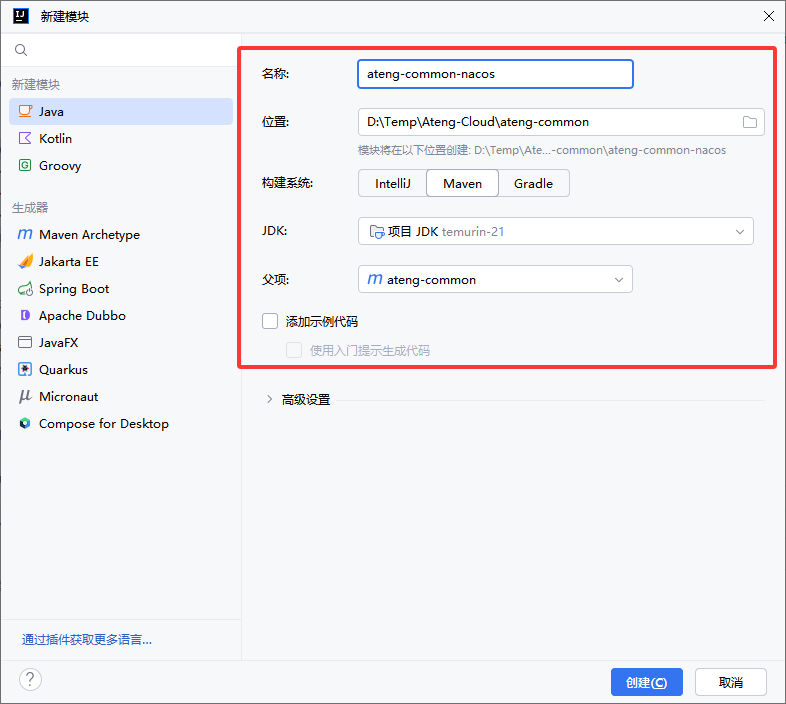 新建模块
新建模块
Java
Kotlin
Groovy
生成器
Maven Archetype
Jakarta EE
Spring Boot
Apache Dubbo
JavaFX
Quarkus
Micronaut
Compose for Desktop
通过插件获取更多语言...
名称: ateng-common-nacos
位置: D:\Temp\Ateng-Cloud\ateng-common
模块将在以下位置创建: D:\Temp\Ate...-common\ateng-common-nacos
构建系统: IntelliJ Maven Gradle
JDK: 项目 JDK temurin-21
父项: ateng-common
添加示例代码
使用入门提示生成代码
高级设置
? 创建(C) 取消